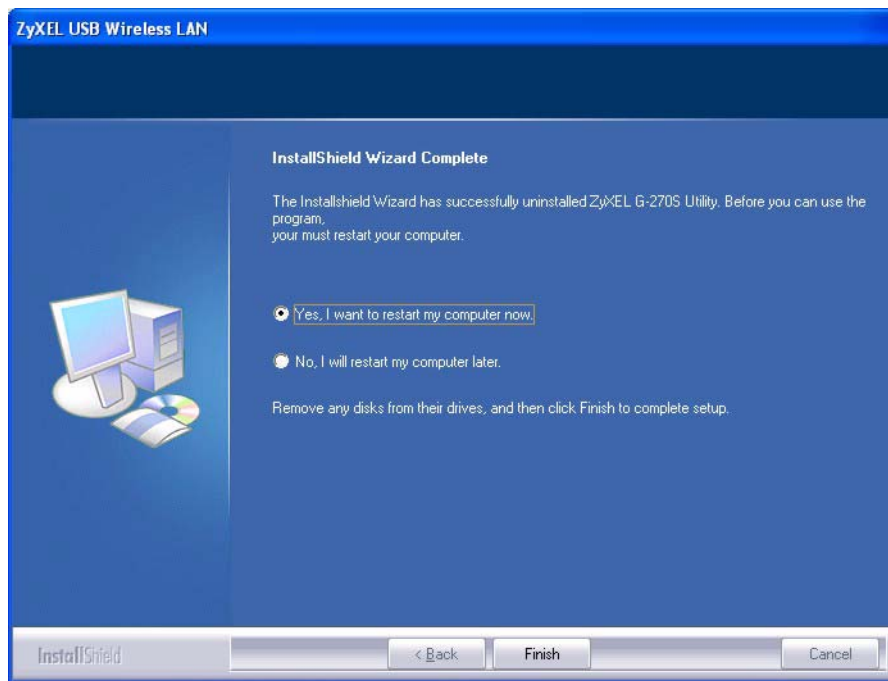 ZyXEL USB Wireless LAN
InstallShield Wizard Complete
The Installshield Wizard has successfully uninstalled ZyXEL G-270S Utility. Before you can use the
program,
your must restart your computer.
Yes, I want to restart my computer now.
No, I will restart my computer later.
Remove any disks from their drives, and then click Finish to complete setup.
InstallShield
< Back
Finish
Cancel